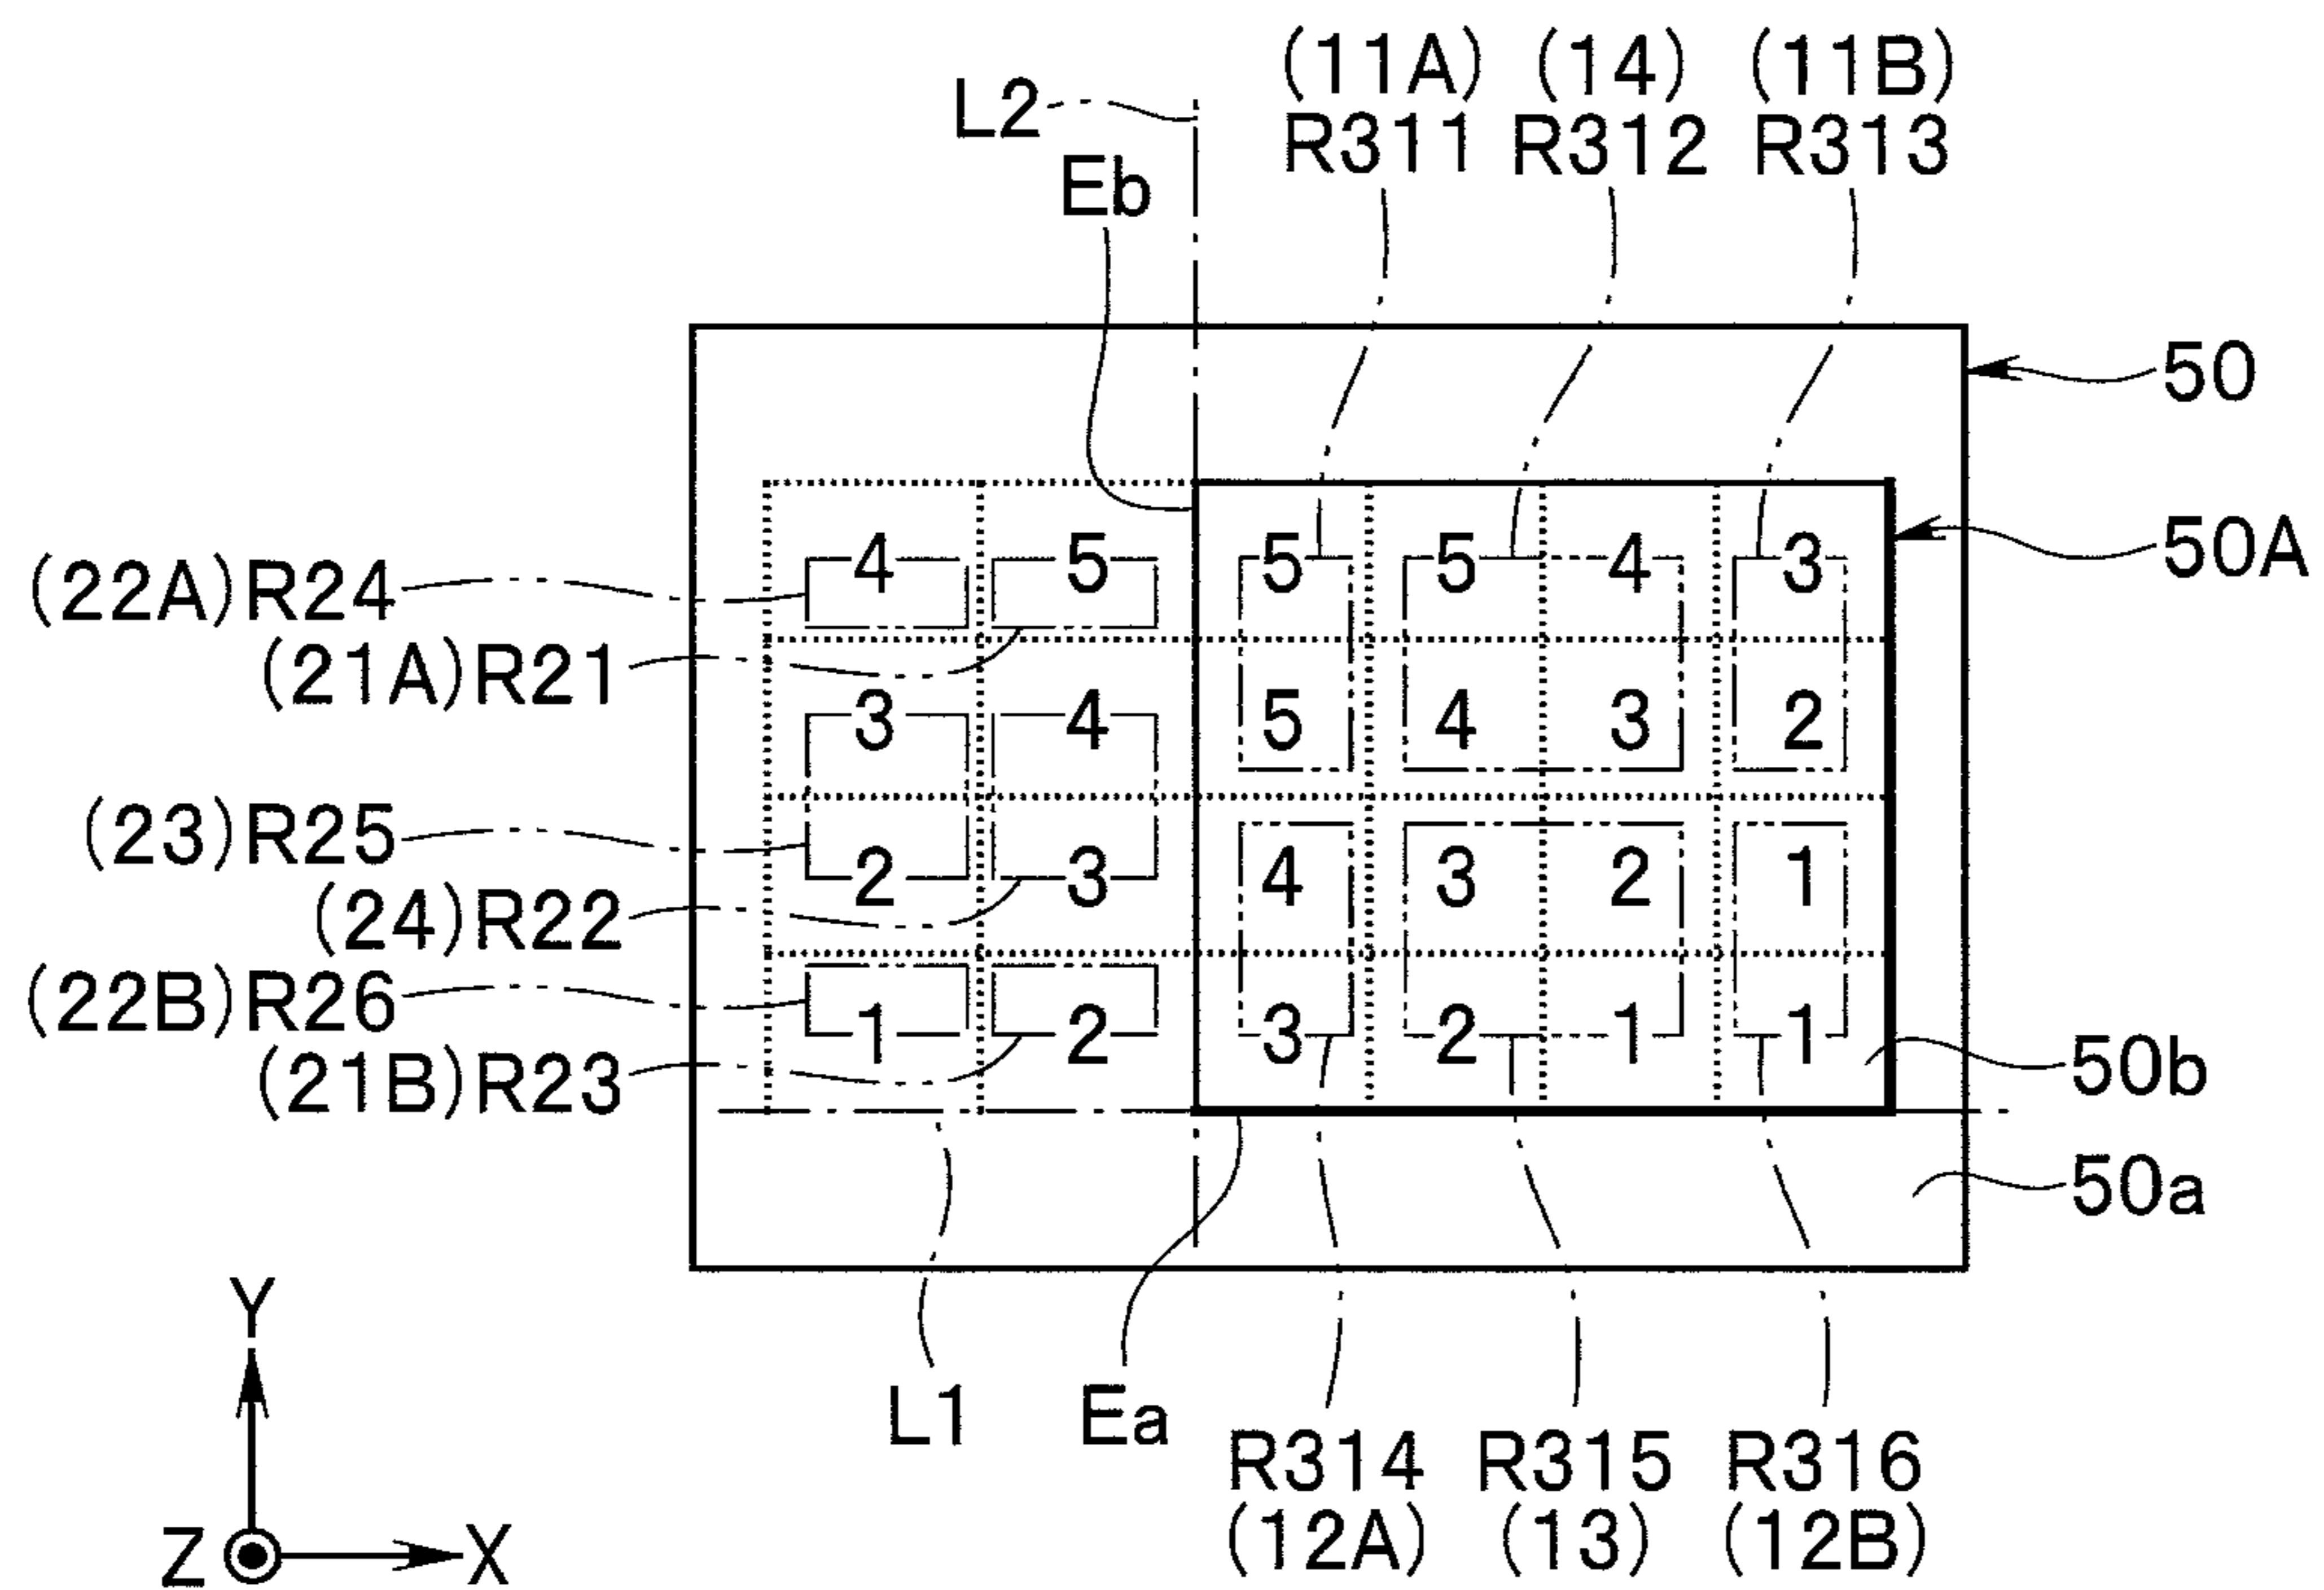 (11A) (14) (11B)
L2 R311 R312 R313
Eb
50
4 5 5 5 4 3 50A
(22A)R24
(21A)R21
3 4 5 4 3 2
(23)R25
2 3 4 3 2 1
(24)R22
(22B)R26
1 2 3 2 1 1
(21B)R23 50b
50a
Y
L1 Ea
R314 R315 R316
Z X (12A) (13) (12B)